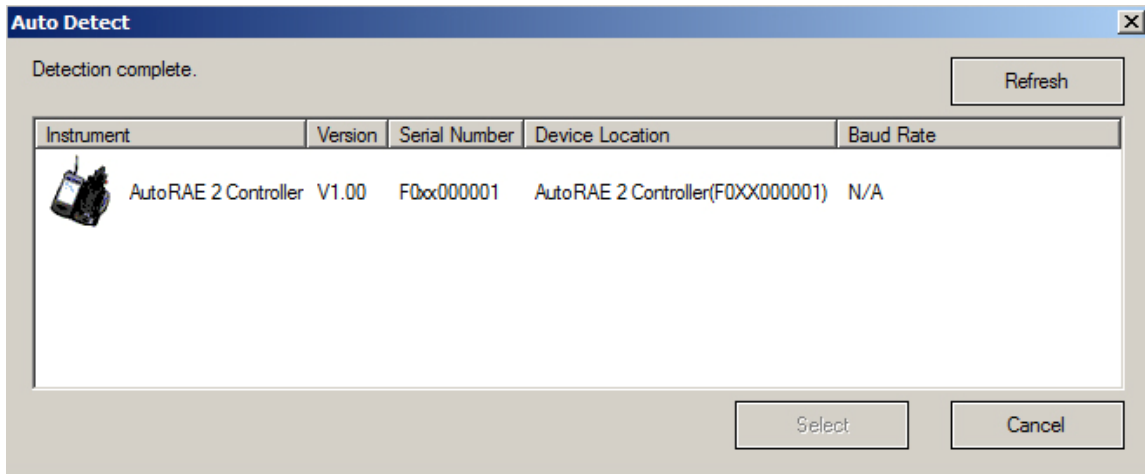 Auto Detect
Detection complete.
Refresh
Instrument Version Serial Number Device Location Baud Rate
AutoRAE 2 Controller V1.00 F0xx000001 AutoRAE 2 Controller(F0XX000001) N/A
Select Cancel